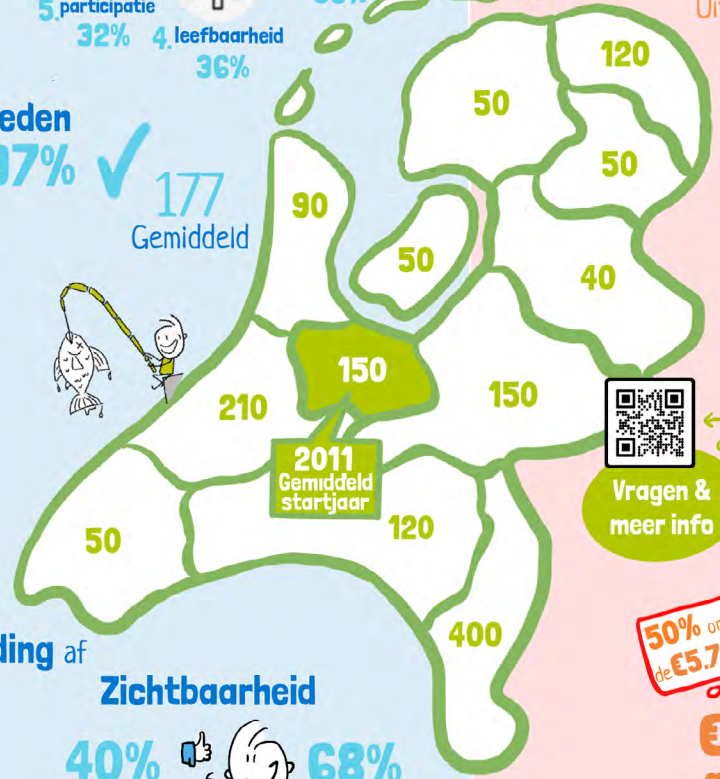 5. participatie
32%
4. leefbaarheid
36%
eden
97%
177
Gemiddeld
120
50
50
90
50
40
150
210
150
2011
Gemiddeld
startjaar
120
50
400
Vragen &
meer info
ding af
Zichtbaarheid
40%
68%
50%
de €5.7
€